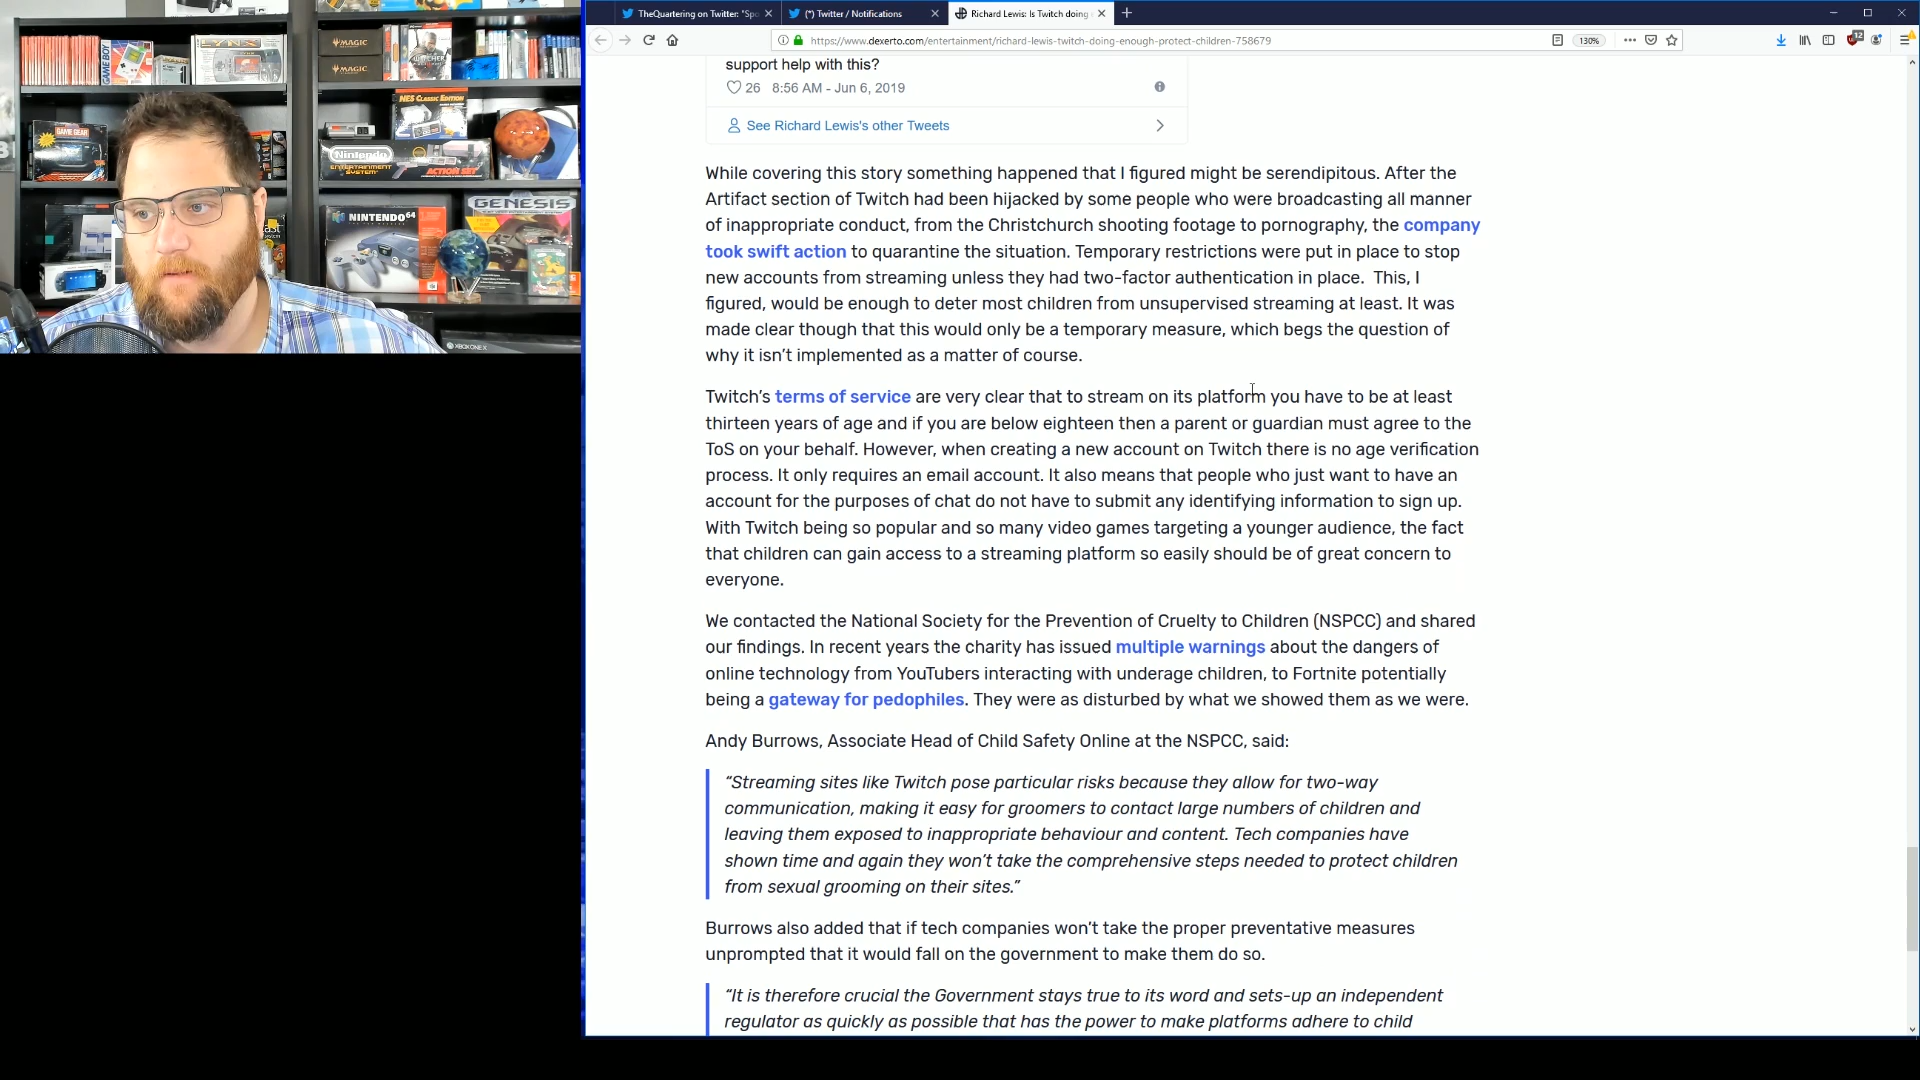 TheQuartering on Twitter: "Spo
(*) Twitter / Notifications
Richard Lewis: Is Twitch doing
https://www.dexerto.com/entertainment/richard-lewis-twitch-doing-enough-protect-children-758679
130%
12
support help with this?
26 8:56 AM - Jun 6, 2019
See Richard Lewis's other Tweets
While covering this story something happened that I figured might be serendipitous. After the
Artifact section of Twitch had been hijacked by some people who were broadcasting all manner
of inappropriate conduct, from the Christchurch shooting footage to pornography, the company
took swift action to quarantine the situation. Temporary restrictions were put in place to stop
new accounts from streaming unless they had two-factor authentication in place. This, I
figured, would be enough to deter most children from unsupervised streaming at least. It was
made clear though that this would only be a temporary measure, which begs the question of
why it isn’t implemented as a matter of course.
Twitch’s terms of service are very clear that to stream on its platform you have to be at least
thirteen years of age and if you are below eighteen then a parent or guardian must agree to the
ToS on your behalf. However, when creating a new account on Twitch there is no age verification
process. It only requires an email account. It also means that people who just want to have an
account for the purposes of chat do not have to submit any identifying information to sign up.
With Twitch being so popular and so many video games targeting a younger audience, the fact
that children can gain access to a streaming platform so easily should be of great concern to
everyone.
We contacted the National Society for the Prevention of Cruelty to Children (NSPCC) and shared
our findings. In recent years the charity has issued multiple warnings about the dangers of
online technology from YouTubers interacting with underage children, to Fortnite potentially
being a gateway for pedophiles. They were as disturbed by what we showed them as we were.
Andy Burrows, Associate Head of Child Safety Online at the NSPCC, said:
“Streaming sites like Twitch pose particular risks because they allow for two-way
communication, making it easy for groomers to contact large numbers of children and
leaving them exposed to inappropriate behaviour and content. Tech companies have
shown time and again they won’t take the comprehensive steps needed to protect children
from sexual grooming on their sites.”
Burrows also added that if tech companies won’t take the proper preventative measures
unprompted that it would fall on the government to make them do so.
“It is therefore crucial the Government stays true to its word and sets-up an independent
regulator as quickly as possible that has the power to make platforms adhere to child
LYNX
GAME BOY
MAGIC
MAGIC
WITCHER
NES CLASSIC EDITION
GAME GEAR
Nintendo
ENTERTAINMENT SYSTEM
ACTION SET
NINTENDO 64
GENESIS
XBOX ONE X